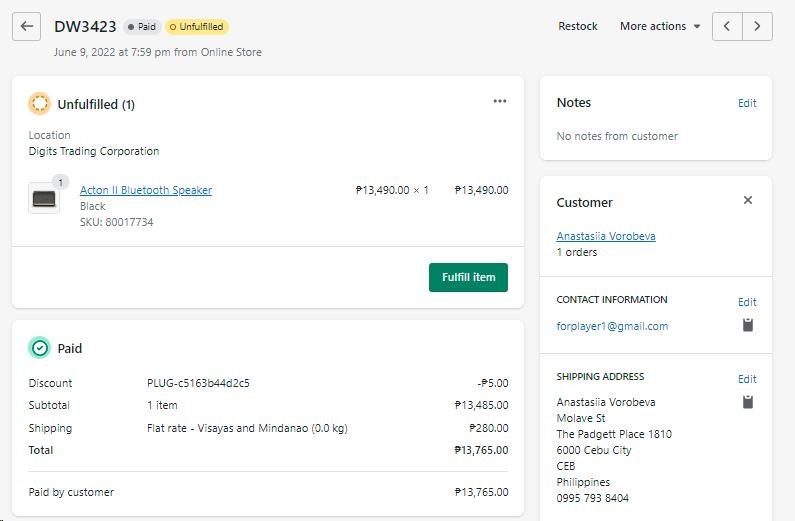 DW3423 Paid Unfulfilled Restock More actions
June 9, 2022 at 7:59 pm from Online Store
Unfulfilled (1)
Location
Digits Trading Corporation
1
Acton II Bluetooth Speaker ₱13,490.00 × 1 ₱13,490.00
Black
SKU: 80017734
Fulfill item
Paid
Discount PLUG-c5163b44d2c5 -₱5.00
Subtotal 1 item ₱13,485.00
Shipping Flat rate - Visayas and Mindanao (0.0 kg) ₱280.00
Total ₱13,765.00
Paid by customer ₱13,765.00
Notes Edit
No notes from customer
Customer
Anastasiia Vorobeva
1 orders
CONTACT INFORMATION Edit
forplayer1@gmail.com
SHIPPING ADDRESS Edit
Anastasiia Vorobeva
Molave St
The Padgett Place 1810
6000 Cebu City
CEB
Philippines
0995 793 8404